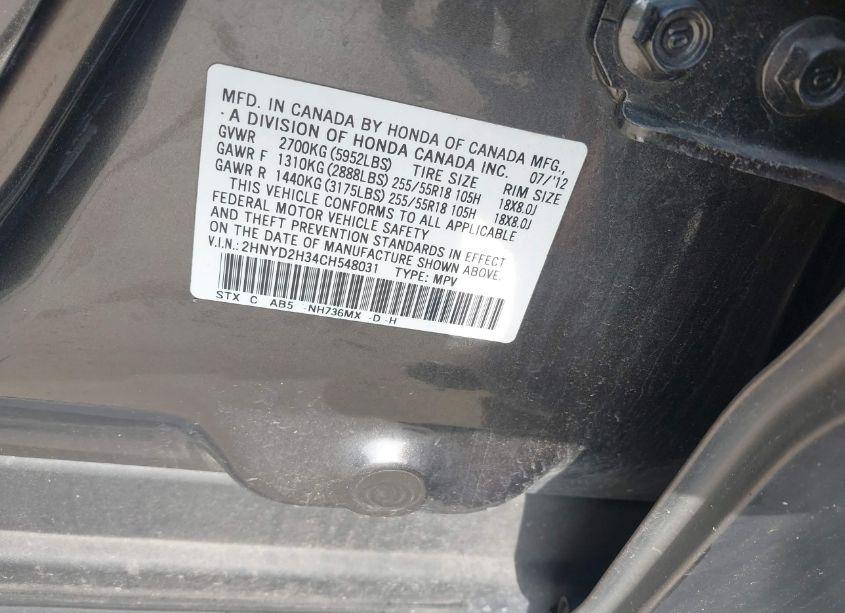 MFD. IN CANADA BY HONDA OF CANADA MFG.,
· A DIVISION OF HONDA CANADA INC. 07/'12
GVWR 2700KG (5952LBS) TIRE SIZE RIM SIZE
GAWR F 1310KG (2888LBS) 255/55R18 105H 18X8.0J
GAWR R 1440KG (3175LBS) 255/55R18 105H 18X8.0J
THIS VEHICLE CONFORMS TO ALL APPLICABLE
FEDERAL MOTOR VEHICLE SAFETY
AND THEFT PREVENTION STANDARDS IN EFFECT
ON THE DATE OF MANUFACTURE SHOWN ABOVE.
V.I.N.: 2HNYD2H34CH548031 TYPE: MPV
STX C AB5 -NH736MX -D -H